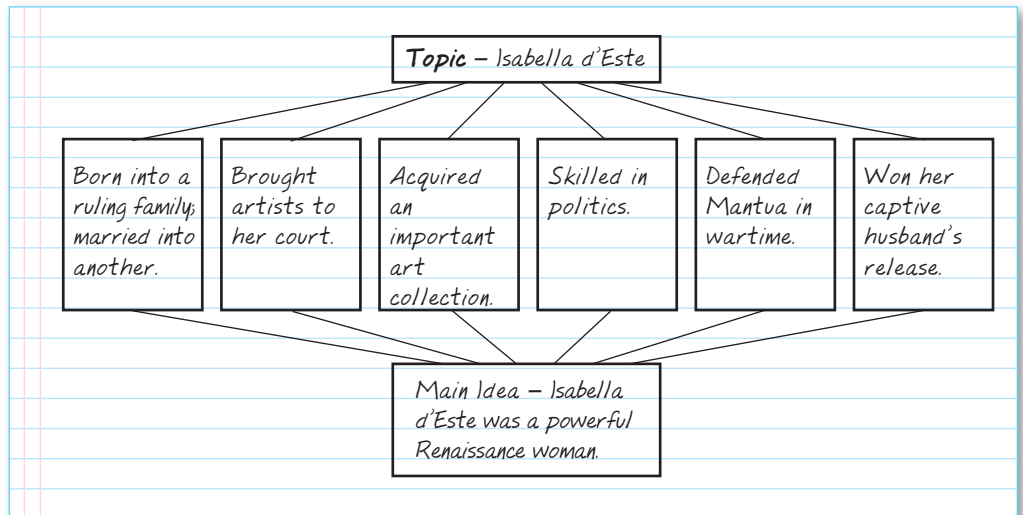 Topic – Isabella d'Este
Born into a
ruling family;
married into
another.
Brought
artists to
her court.
Acquired
an
important
art
collection.
Skilled in
politics.
Defended
Mantua in
wartime.
Won her
captive
husband's
release.
Main Idea – Isabella
d'Este was a powerful
Renaissance woman.